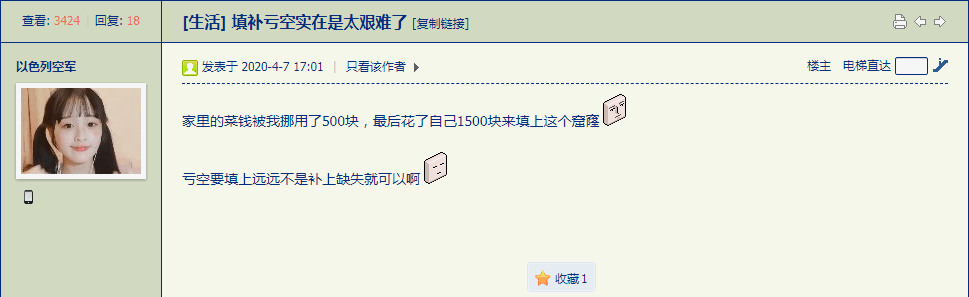 查看: 3424 | 回复: 18
[生活] 填补亏空实在是太艰难了 [复制链接]
以色列空军
发表于 2020-4-7 17:01 | 只看该作者
楼主 电梯直达
家里的菜钱被我挪用了500块，最后花了自己1500块来填上这个窟窿
亏空要填上远远不是补上缺失就可以啊
收藏1